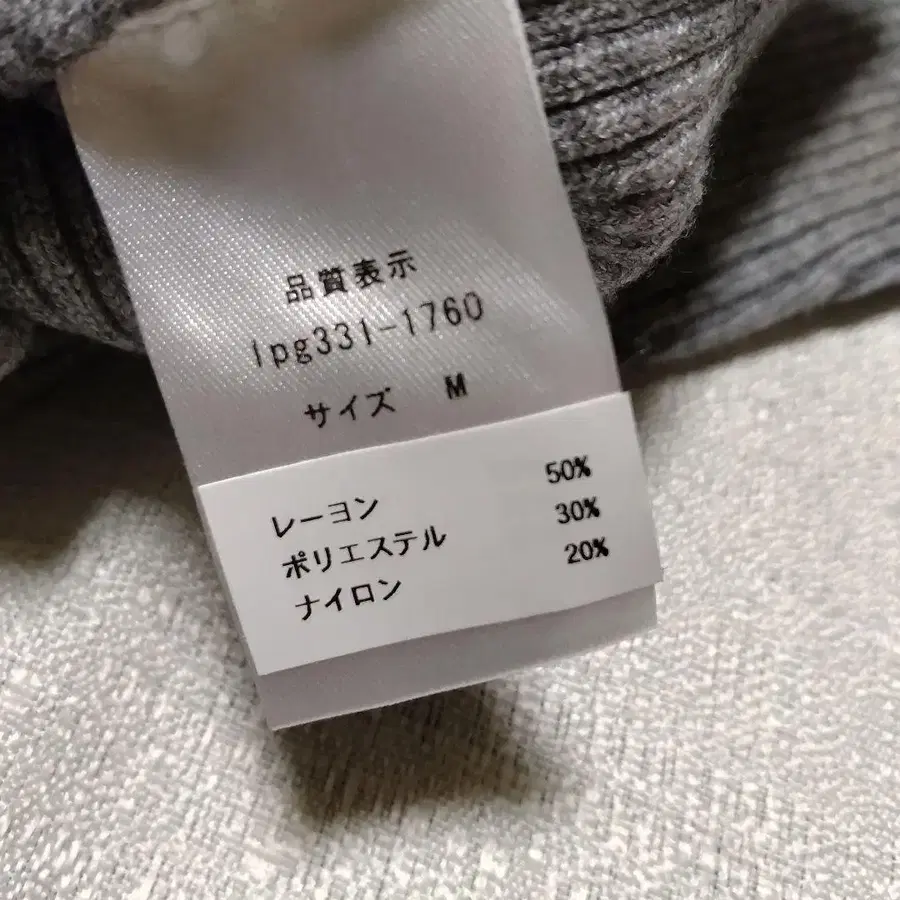 品質表示
lpg331-1760
サイズ M
レーヨン 50%
ポリエステル 30%
ナイロン 20%